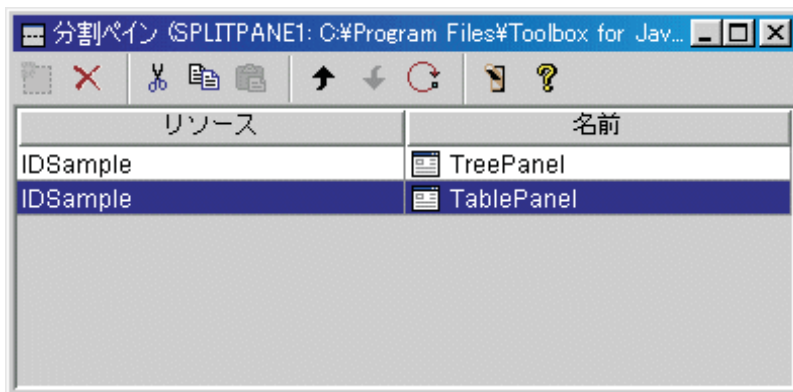 分割ペイン (SPLITPANE1: C:¥Program Files¥Toolbox for Jav...
リソース 名前
IDSample TreePanel
IDSample TablePanel